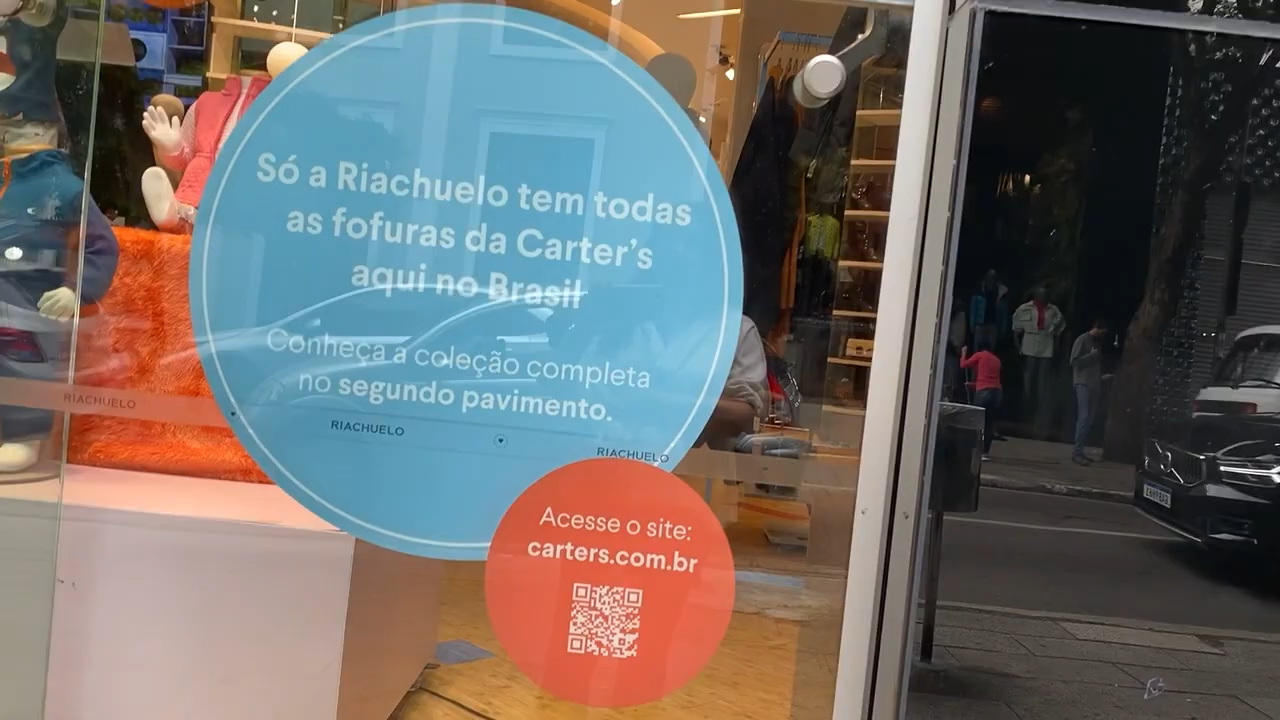 Só a Riachuelo tem todas
as fofuras da Carter's
aqui no Brasil
Conheça a coleção completa
no segundo pavimento.
RIACHUELO
RIACHUELO
RIACHUELO
Acesse o site:
carters.com.br